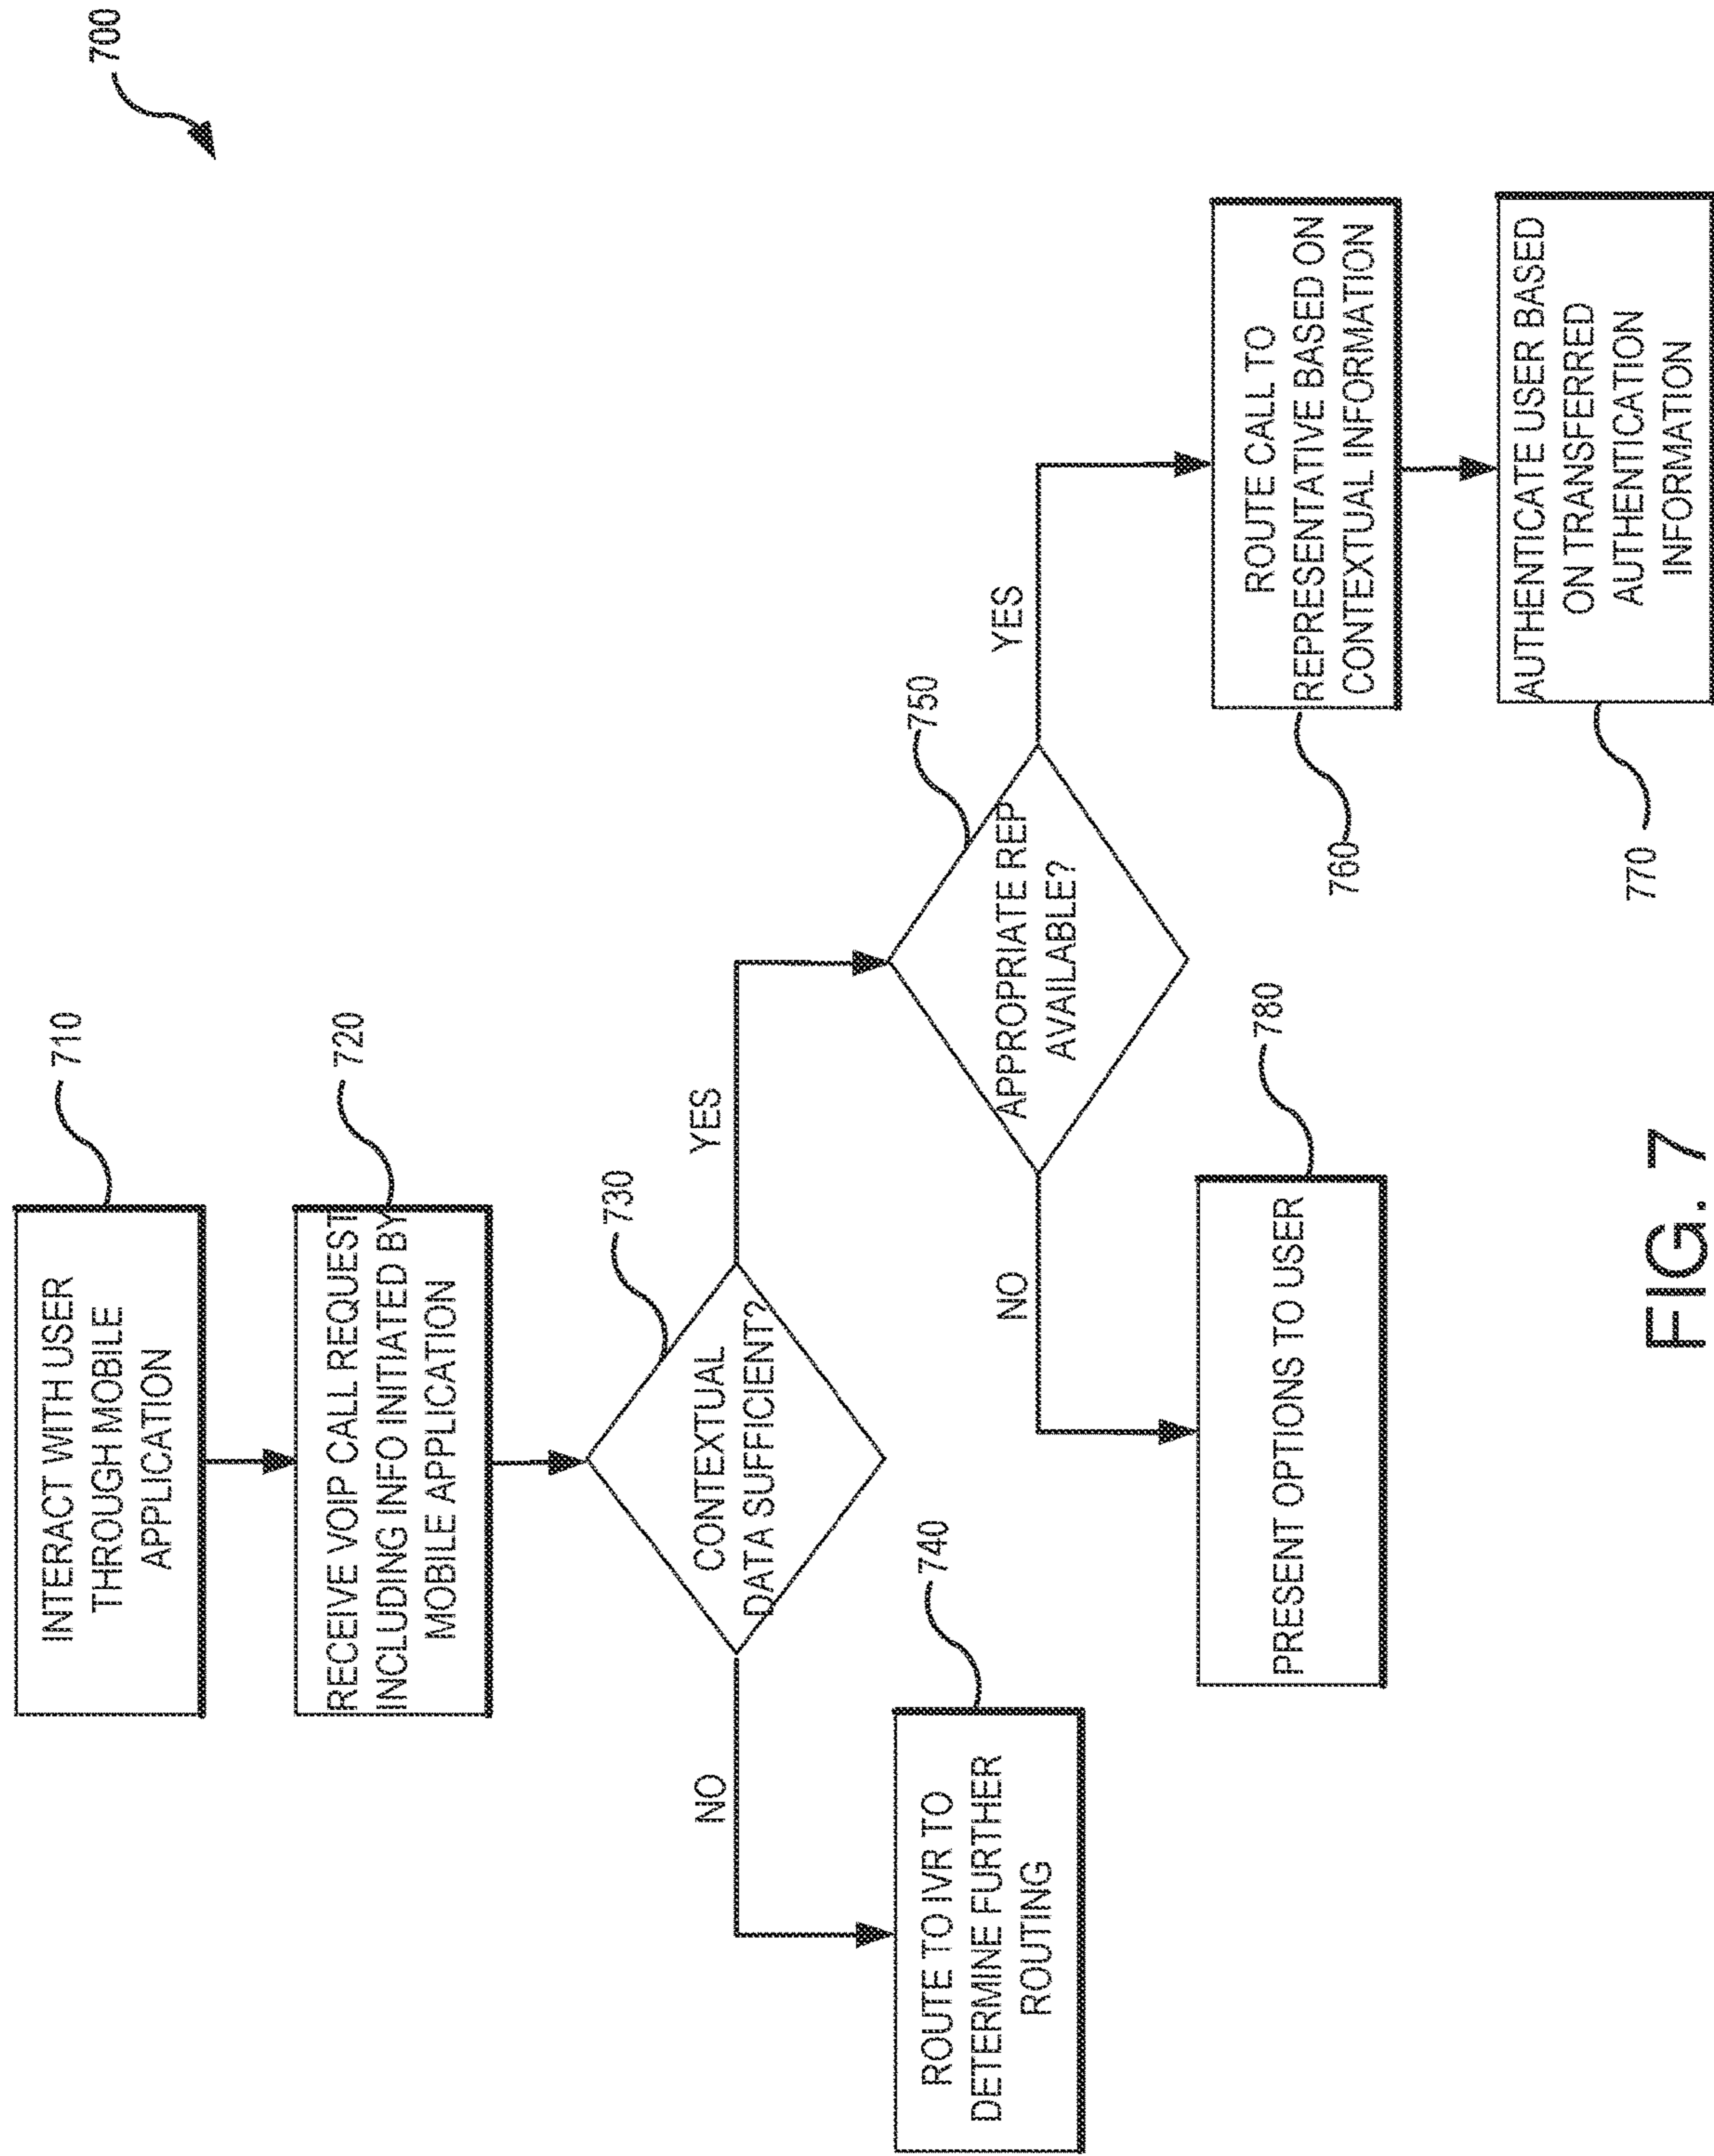 700
INTERACT WITH USER
THROUGH MOBILE
APPLICATION
710
RECEIVE VOIP CALL REQUEST
INCLUDING INFO INITIATED BY
MOBILE APPLICATION
720
CONTEXTUAL
DATA SUFFICIENT?
730
NO
YES
ROUTE TO IVR TO
DETERMINE FURTHER
ROUTING
740
APPROPRIATE REP
AVAILABLE?
750
NO
YES
PRESENT OPTIONS TO USER
780
ROUTE CALL TO
REPRESENTATIVE BASED ON
CONTEXTUAL INFORMATION
760
AUTHENTICATE USER BASED
ON TRANSFERRED
AUTHENTICATION
INFORMATION
770
FIG. 7